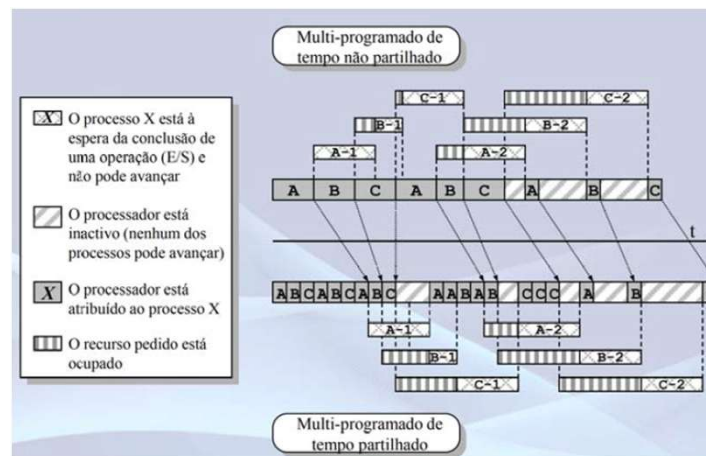 Multi-programado de
tempo não partilhado
X O processo X está à
espera da conclusão de
uma operação (E/S) e
não pode avançar
O processador está
inactivo (nenhum dos
processos pode avançar)
X O processador está
atribuído ao processo X
O recurso pedido está
ocupado
C-1 C-2
B-1 B-2
A-1 A-2
A B C A B C A B C
t
A B C A B C A B C A A B A B C C C A B
A-1 A-2
B-1 B-2
C-1 C-2
Multi-programado de
tempo partilhado